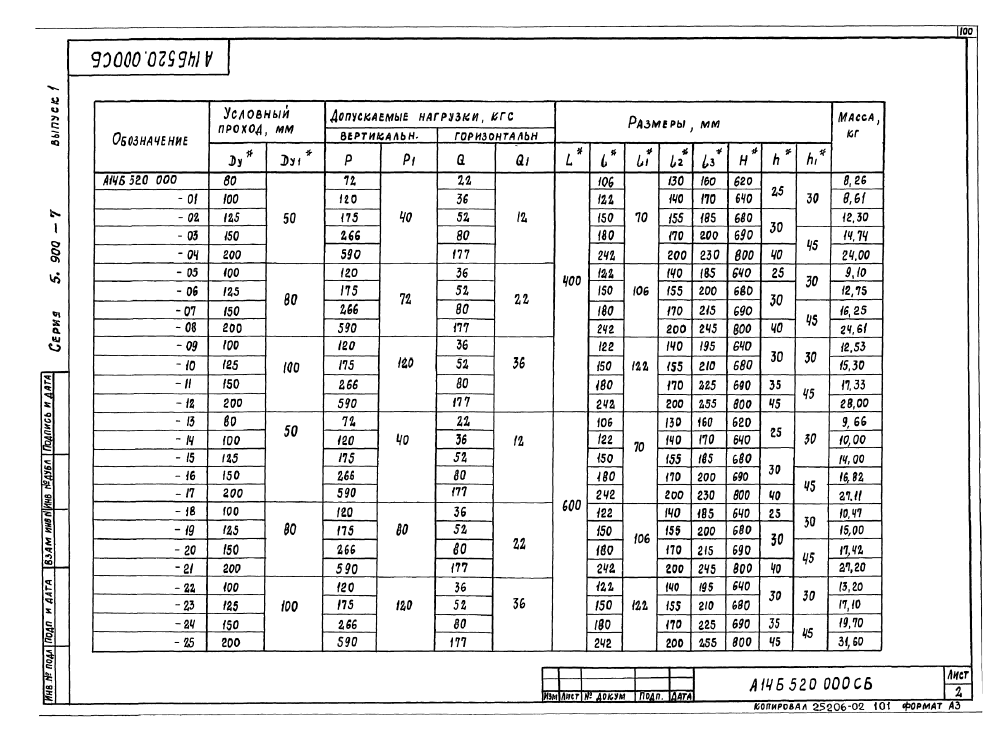 100
А14Б520.000СБ
Серия 5.900-7 выпуск 1
Обозначение | Условный проход, мм | Допускаемые нагрузки, кгс | Размеры, мм | Масса, кг
вертикальн. | горизонтальн
Dу* | Dу1* | P | P1 | Q | Q1 | L* | l* | l1* | l2* | l3* | H* | h* | h1*
А14Б 520 000 | 80 | 50 | 72 | 40 | 22 | 12 | 400 | 106 | 70 | 130 | 160 | 620 | 25 | 30 | 8,26
- 01 | 100 | 120 | 36 | 122 | 140 | 170 | 640 | 8,61
- 02 | 125 | 175 | 52 | 150 | 155 | 185 | 680 | 30 | 12,30
- 03 | 150 | 266 | 80 | 180 | 170 | 200 | 690 | 45 | 14,74
- 04 | 200 | 590 | 177 | 242 | 200 | 230 | 800 | 40 | 24,00
- 05 | 100 | 80 | 120 | 72 | 36 | 22 | 122 | 106 | 140 | 185 | 640 | 25 | 30 | 9,10
- 06 | 125 | 175 | 52 | 150 | 155 | 200 | 680 | 30 | 12,75
- 07 | 150 | 266 | 80 | 180 | 170 | 215 | 690 | 45 | 16,25
- 08 | 200 | 590 | 177 | 242 | 200 | 245 | 800 | 40 | 24,61
- 09 | 100 | 100 | 120 | 120 | 36 | 36 | 122 | 122 | 140 | 195 | 640 | 30 | 30 | 12,53
- 10 | 125 | 175 | 52 | 150 | 155 | 210 | 680 | 15,30
- 11 | 150 | 266 | 80 | 180 | 170 | 225 | 690 | 35 | 45 | 17,33
- 12 | 200 | 590 | 177 | 242 | 200 | 255 | 800 | 45 | 28,00
- 13 | 80 | 50 | 72 | 40 | 22 | 12 | 600 | 106 | 70 | 130 | 160 | 620 | 25 | 30 | 9,66
- 14 | 100 | 120 | 36 | 122 | 140 | 170 | 640 | 10,00
- 15 | 125 | 175 | 52 | 150 | 155 | 185 | 680 | 30 | 14,00
- 16 | 150 | 266 | 80 | 180 | 170 | 200 | 690 | 45 | 16,82
- 17 | 200 | 590 | 177 | 242 | 200 | 230 | 800 | 40 | 27,11
- 18 | 100 | 80 | 120 | 80 | 36 | 22 | 122 | 106 | 140 | 185 | 640 | 25 | 30 | 10,47
- 19 | 125 | 175 | 52 | 150 | 155 | 200 | 680 | 30 | 15,00
- 20 | 150 | 266 | 80 | 180 | 170 | 215 | 690 | 45 | 17,42
- 21 | 200 | 590 | 177 | 242 | 200 | 245 | 800 | 40 | 27,20
- 22 | 100 | 100 | 120 | 120 | 36 | 36 | 122 | 122 | 140 | 195 | 640 | 30 | 30 | 13,20
- 23 | 125 | 175 | 52 | 150 | 155 | 210 | 680 | 17,10
- 24 | 150 | 266 | 80 | 180 | 170 | 225 | 690 | 35 | 45 | 19,70
- 25 | 200 | 590 | 177 | 242 | 200 | 255 | 800 | 45 | 31,60
Инв № подл | Подп и дата | Взам инв № | Инв № дубл | Подпись и дата
Изм | Лист | № докум | Подп. | Дата
А14Б 520 000 СБ
Лист
2
Копировал 25206-02 101 формат А3